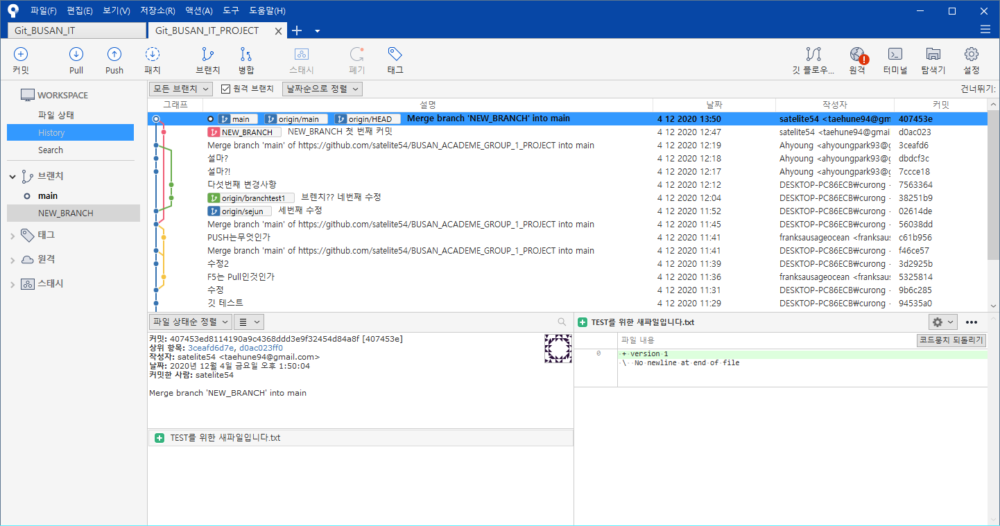 파일(F) 편집(E) 보기(V) 저장소(R) 액션(A) 도구 도움말(H)
Git_BUSAN_IT
Git_BUSAN_IT_PROJECT
커밋 Pull Push 패치 브랜치 병합 스태시 폐기 태그 깃 플로우... 원격 터미널 탐색기 설정
WORKSPACE
파일 상태
History
Search
브랜치
main
NEW_BRANCH
태그
원격
스태시
모든 브랜치 원격 브랜치 날짜순으로 정렬 건너뛰기:
그래프 설명 날짜 작성자 커밋
main origin/main origin/HEAD Merge branch 'NEW_BRANCH' into main 4 12 2020 13:50 satelite54 <taehune94@gm 407453e
NEW_BRANCH NEW_BRANCH 첫 번째 커밋 4 12 2020 12:47 satelite54 <taehune94@gmai d0ac023
Merge branch 'main' of https://github.com/satelite54/BUSAN_ACADEME_GROUP_1_PROJECT into main 4 12 2020 12:19 Ahyoung <ahyoungpark93@g 3ceafd6
설마? 4 12 2020 12:18 Ahyoung <ahyoungpark93@g dbdcf3c
설마?! 4 12 2020 12:17 Ahyoung <ahyoungpark93@g 7ccce18
다섯번째 변경사항 4 12 2020 12:12 DESKTOP-PC86ECB₩curong 7563364
origin/branchtest1 브렌치?? 네번째 수정 4 12 2020 12:04 DESKTOP-PC86ECB₩curong 38251b9
origin/sejun 세번째 수정 4 12 2020 11:52 DESKTOP-PC86ECB₩curong 02614de
Merge branch 'main' of https://github.com/satelite54/BUSAN_ACADEME_GROUP_1_PROJECT into main 4 12 2020 11:45 DESKTOP-PC86ECB₩curong 56038dd
PUSH는무엇인가 4 12 2020 11:41 franksausageocean <franksaus c61b956
Merge branch 'main' of https://github.com/satelite54/BUSAN_ACADEME_GROUP_1_PROJECT into main 4 12 2020 11:41 DESKTOP-PC86ECB₩curong f46ce57
수정2 4 12 2020 11:39 DESKTOP-PC86ECB₩curong 3d2925b
F5는 Pull인것인가 4 12 2020 11:36 franksausageocean <franksaus 5325814
수정 4 12 2020 11:31 DESKTOP-PC86ECB₩curong 9b6c285
깃 테스트 4 12 2020 11:29 DESKTOP-PC86ECB₩curong 94535a0
파일 상태순 정렬
커밋: 407453ed8114190a9c4368ddd3e9f32454d84a8f [407453e]
상위 항목: 3ceafd6d7e, d0ac023ff0
작성자: satelite54 <taehune94@gmail.com>
날짜: 2020년 12월 4일 금요일 오후 1:50:04
커밋한 사람: satelite54
Merge branch 'NEW_BRANCH' into main
TEST를 위한 새파일입니다.txt
TEST를 위한 새파일입니다.txt
파일 내용 코드뭉치 되돌리기
0 + version 1
\ No newline at end of file